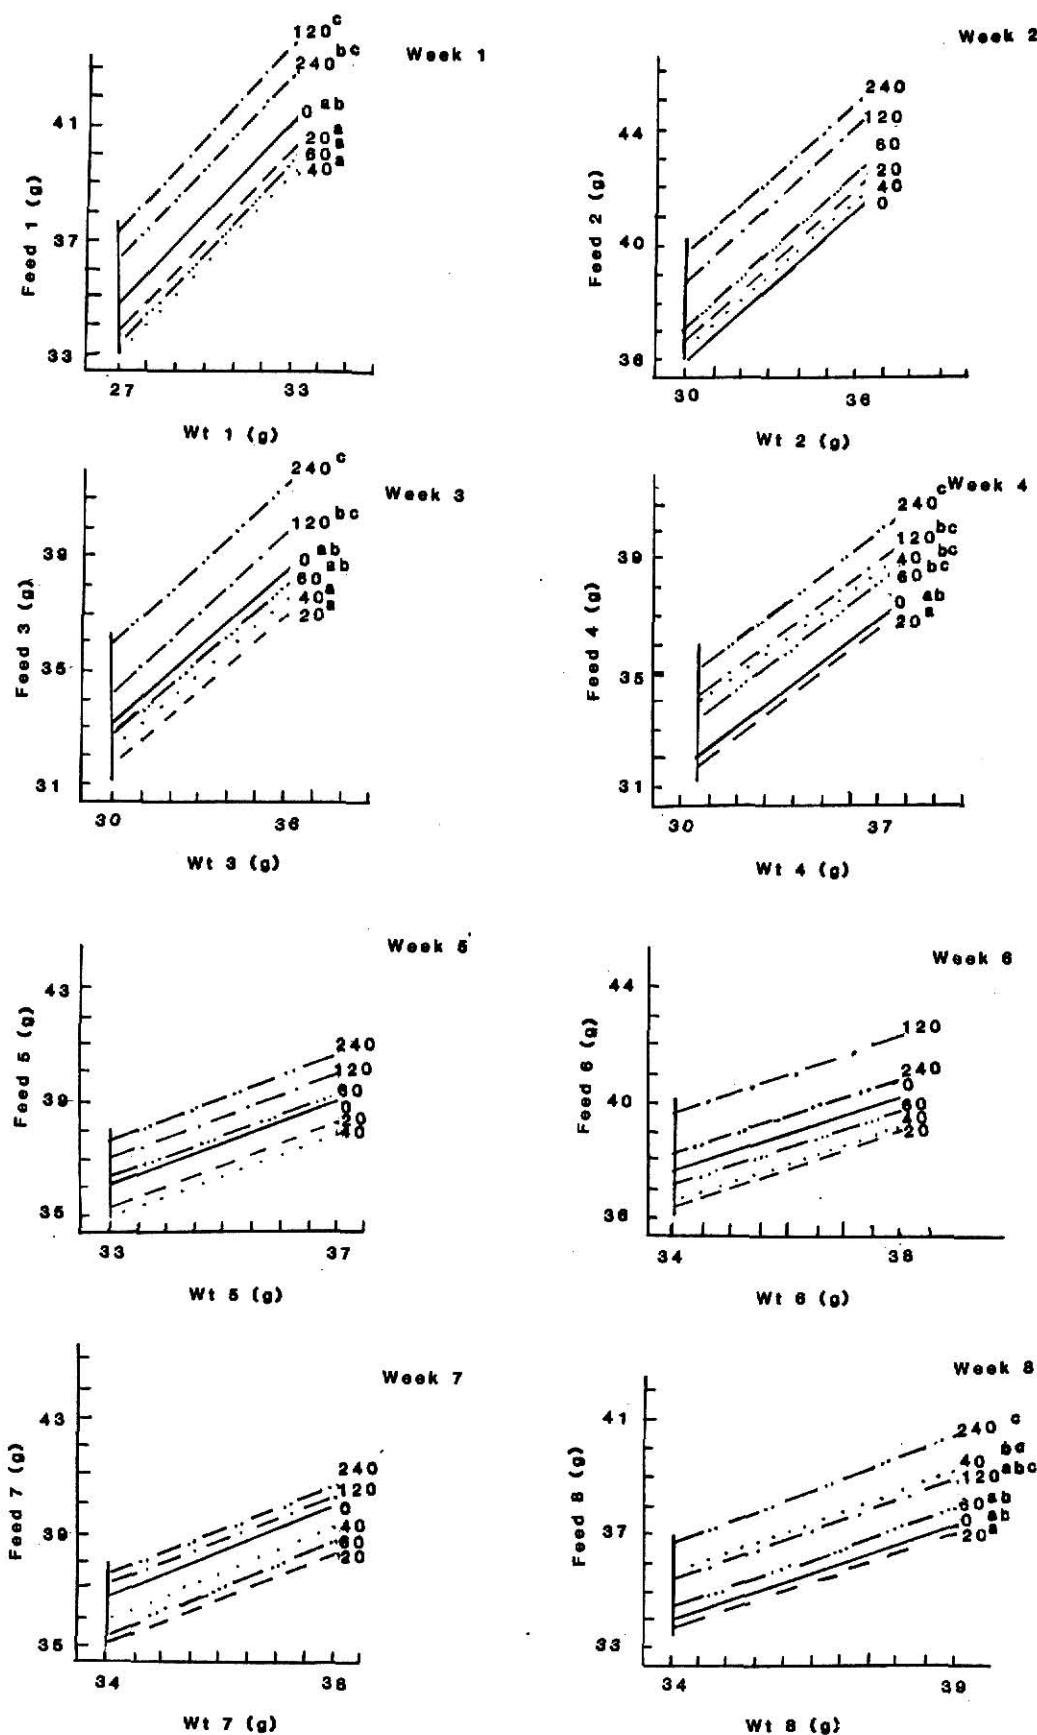 Week 1
120c
240bc
0ab
20a
60a
40a
41
37
33
Feed 1 (g)
27 33
Wt 1 (g)
Week 2
240
120
60
20
40
0
44
40
36
Feed 2 (g)
30 36
Wt 2 (g)
Week 3
240c
120bc
0ab
60ab
40a
20a
39
35
31
Feed 3 (g)
30 36
Wt 3 (g)
Week 4
240c
120bc
40bc
60bc
0ab
20a
39
35
31
Feed 4 (g)
30 37
Wt 4 (g)
Week 5
240
120
60
0
20
40
43
39
35
Feed 5 (g)
33 37
Wt 5 (g)
Week 6
120
240
0
60
40
20
44
40
36
Feed 6 (g)
34 38
Wt 6 (g)
Week 7
240
120
0
40
60
20
43
39
35
Feed 7 (g)
34 38
Wt 7 (g)
Week 8
240c
40bc
120abc
60ab
0ab
20a
41
37
33
Feed 8 (g)
34 39
Wt 8 (g)